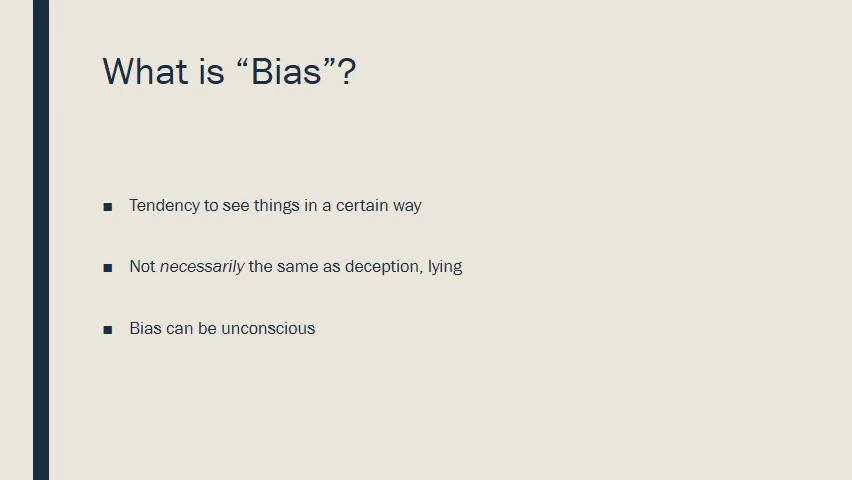 What is “Bias”?
■ Tendency to see things in a certain way
■ Not necessarily the same as deception, lying
■ Bias can be unconscious